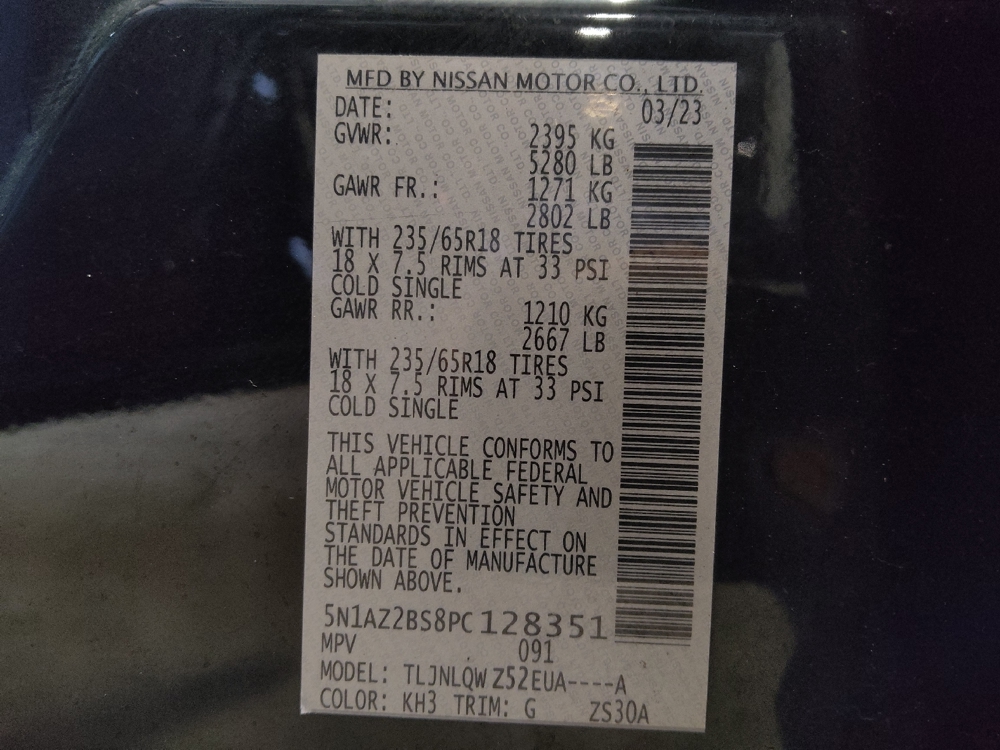 MFD BY NISSAN MOTOR CO., LTD.
DATE: 03/23
GVWR: 2395 KG
5280 LB
GAWR FR.: 1271 KG
2802 LB
WITH 235/65R18 TIRES
18 X 7.5 RIMS AT 33 PSI
COLD SINGLE
GAWR RR.: 1210 KG
2667 LB
WITH 235/65R18 TIRES
18 X 7.5 RIMS AT 33 PSI
COLD SINGLE
THIS VEHICLE CONFORMS TO
ALL APPLICABLE FEDERAL
MOTOR VEHICLE SAFETY AND
THEFT PREVENTION
STANDARDS IN EFFECT ON
THE DATE OF MANUFACTURE
SHOWN ABOVE.
5N1AZ2BS8PC128351
MPV 091
MODEL: TLJNLQWZ52EUA----A
COLOR: KH3 TRIM: G ZS30A